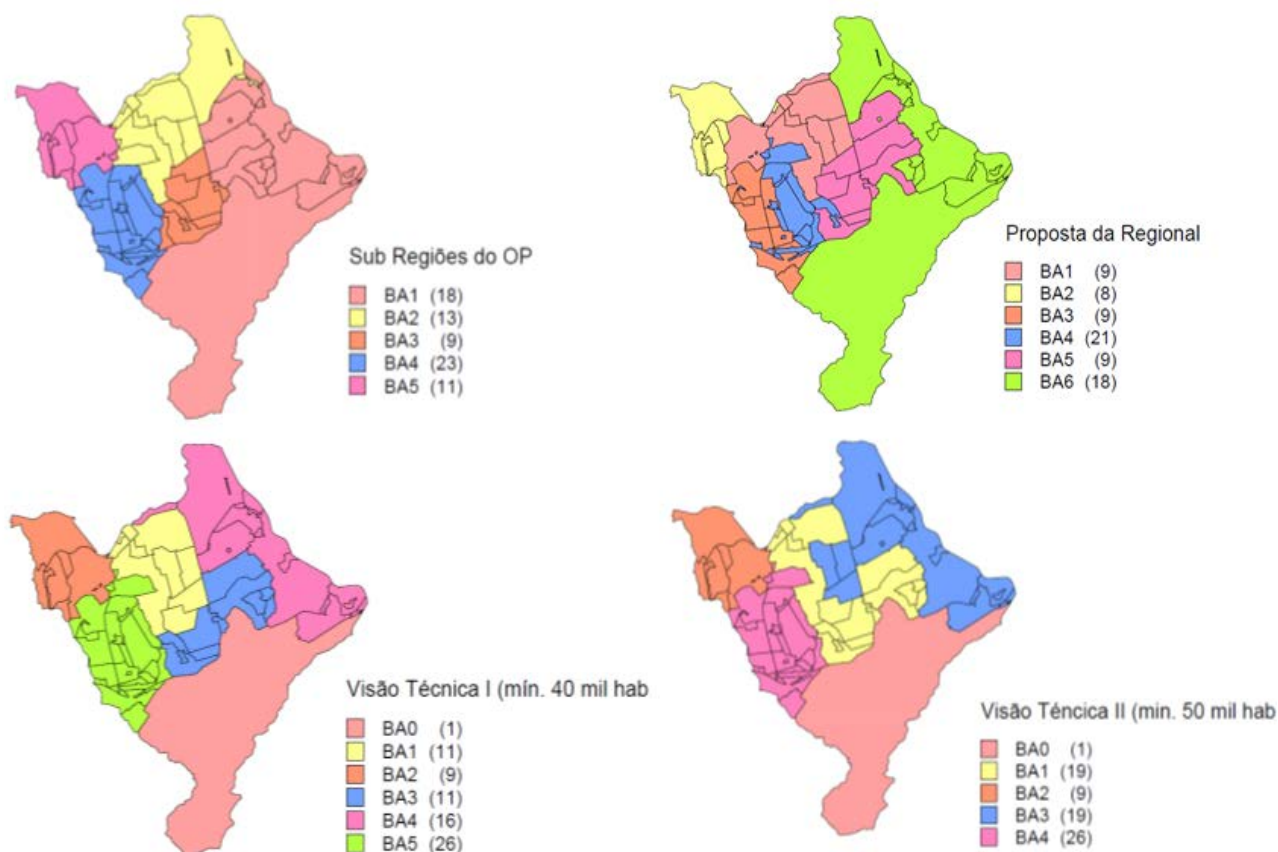 Sub Regiões do OP
BA1 (18)
BA2 (13)
BA3 (9)
BA4 (23)
BA5 (11)
Proposta da Regional
BA1 (9)
BA2 (8)
BA3 (9)
BA4 (21)
BA5 (9)
BA6 (18)
Visão Técnica I (mín. 40 mil hab
BA0 (1)
BA1 (11)
BA2 (9)
BA3 (11)
BA4 (16)
BA5 (26)
Visão Téncica II (min. 50 mil hab
BA0 (1)
BA1 (19)
BA2 (9)
BA3 (19)
BA4 (26)